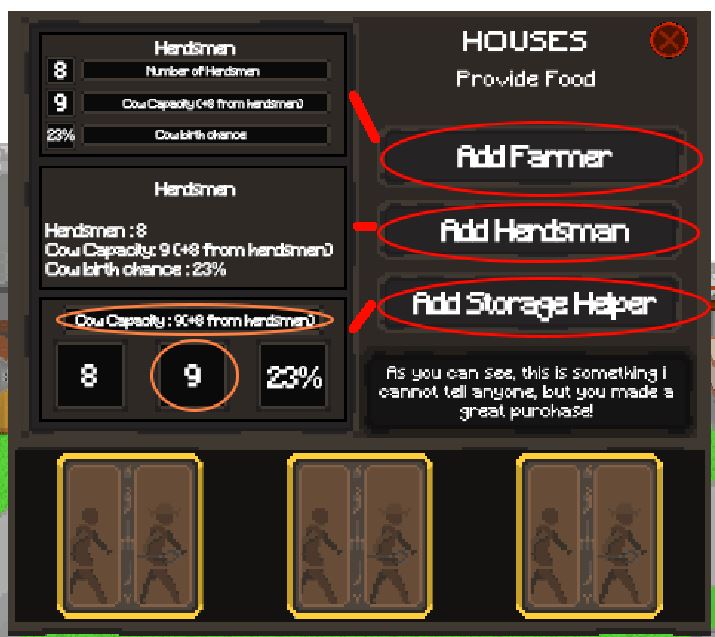 Herdsmen
8 Number of Herdsmen
9 Cow Capacity (+8 from herdsmen)
23% Cow birth chance
Herdsmen
Herdsmen : 8
Cow Capacity: 9 (+8 from herdsmen)
Cow birth chance : 23%
Cow Capacity : 9(+8 from herdsmen)
8 9 23%
HOUSES
Provide Food
Add Farmer
Add Herdsman
Add Storage Helper
As you can see, this is something i
cannot tell anyone, but you made a
great purchase!